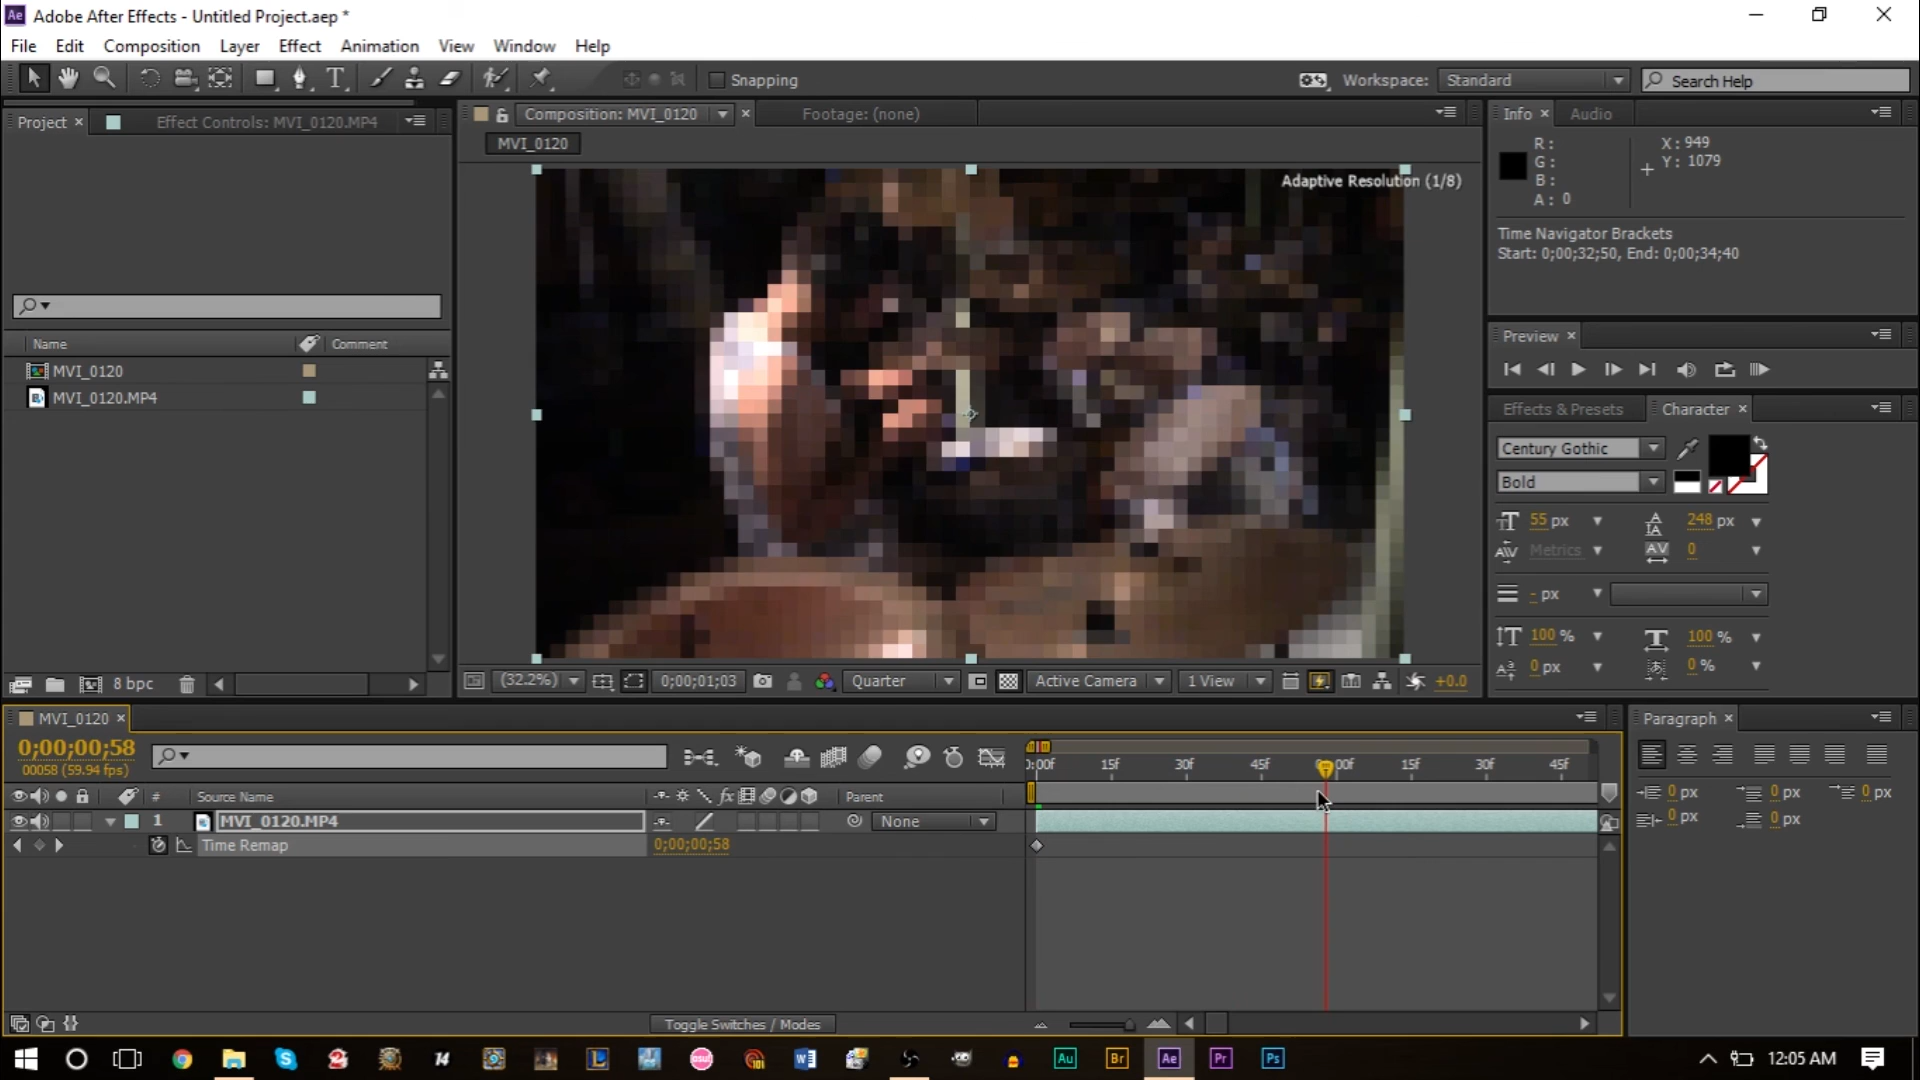 Adobe After Effects - Untitled Project.aep *
File Edit Composition Layer Effect Animation View Window Help
Snapping
Workspace: Standard
Search Help
Project × Effect Controls: MVI_0120.MP4
Composition: MVI_0120 × Footage: (none)
MVI_0120
Adaptive Resolution (1/8)
Info × Audio
R: X: 949
G: Y: 1079
B:
A: 0
Time Navigator Brackets
Start: 0;00;32;50, End: 0;00;34;40
Name Comment
MVI_0120
MVI_0120.MP4
8 bpc
(32.2%) 0;00;01;03 Quarter Active Camera 1 View +0.0
Preview ×
Effects & Presets Character ×
Century Gothic
Bold
55 px 248 px
Metrics 0
- px
100 % 100 %
0 px 0 %
MVI_0120 ×
0;00;00;58
00058 (59.94 fps)
# Source Name Parent
1 MVI_0120.MP4 None
Time Remap 0;00;00;58
0:00f 15f 30f 45f 00f 15f 30f 45f
Toggle Switches / Modes
Paragraph ×
0 px 0 px 0 px
0 px 0 px
Au Br Ae Pr Ps
12:05 AM